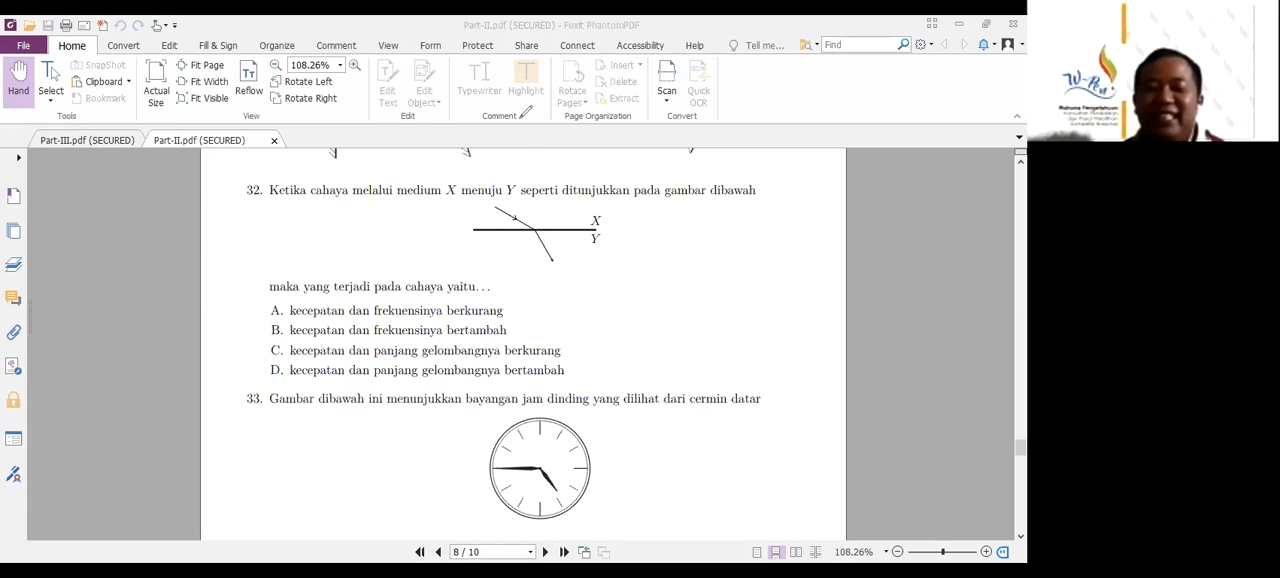 Part-II.pdf (SECURED) - Foxit PhantomPDF
File Home Convert Edit Fill & Sign Organize Comment View Form Protect Share Connect Accessibility Help Tell me... Find
Hand
Select
SnapShot
Clipboard
Bookmark
Tools
Actual Size
Fit Page
Fit Width
Fit Visible
Reflow
108.26%
Rotate Left
Rotate Right
View
Edit Text
Edit Object
Edit
Typewriter
Highlight
Comment
Rotate Pages
Insert
Delete
Extract
Page Organization
Scan
Quick OCR
Convert
Part-III.pdf (SECURED) Part-II.pdf (SECURED)
32. Ketika cahaya melalui medium X menuju Y seperti ditunjukkan pada gambar dibawah
X
Y
maka yang terjadi pada cahaya yaitu...
A. kecepatan dan frekuensinya berkurang
B. kecepatan dan frekuensinya bertambah
C. kecepatan dan panjang gelombangnya berkurang
D. kecepatan dan panjang gelombangnya bertambah
33. Gambar dibawah ini menunjukkan bayangan jam dinding yang dilihat dari cermin datar
8 / 10
108.26%